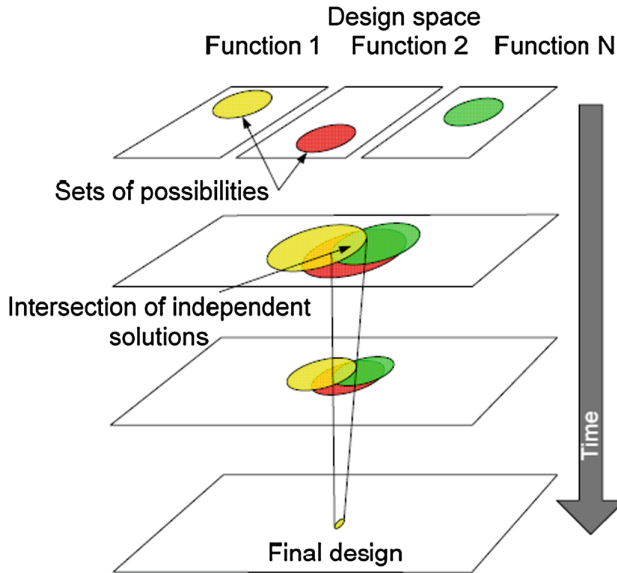 Design space
Function 1 Function 2 Function N
Sets of possibilities
Intersection of independent
solutions
Time
Final design